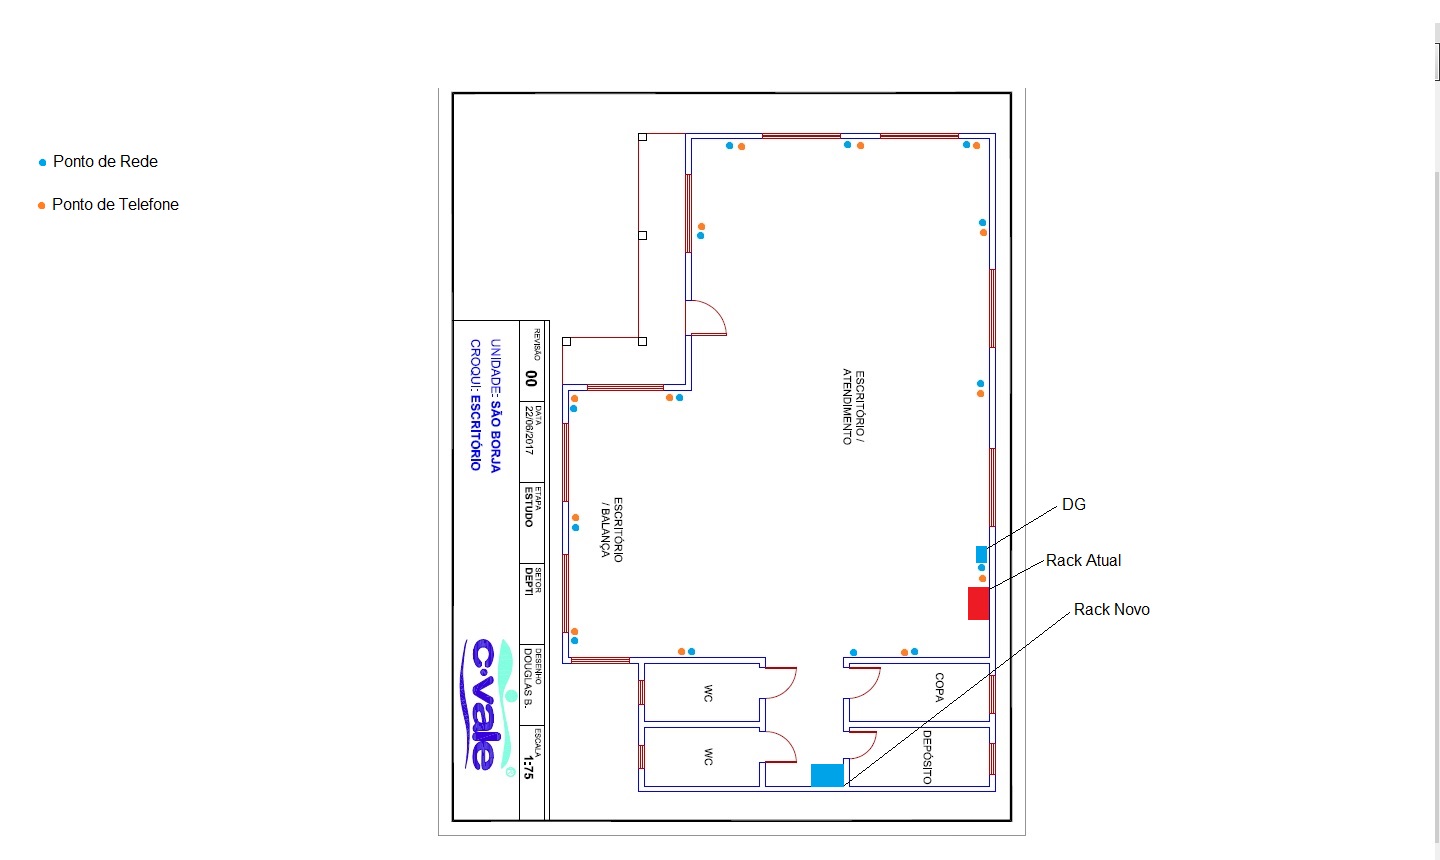 Ponto de Rede
Ponto de Telefone
ESCRITÓRIO /
ATENDIMENTO
ESCRITÓRIO
/ BALANÇA
DG
Rack Atual
Rack Novo
WC
WC
COPA
DEPÓSITO
UNIDADE: SÃO BORJA
CROQUI: ESCRITÓRIO
REVISÃO
00
DATA
22/06/2017
ETAPA
ESTUDO
SETOR
DEPTI
DESENHO
DOUGLAS B.
ESCALA
1:75
c.vale
®